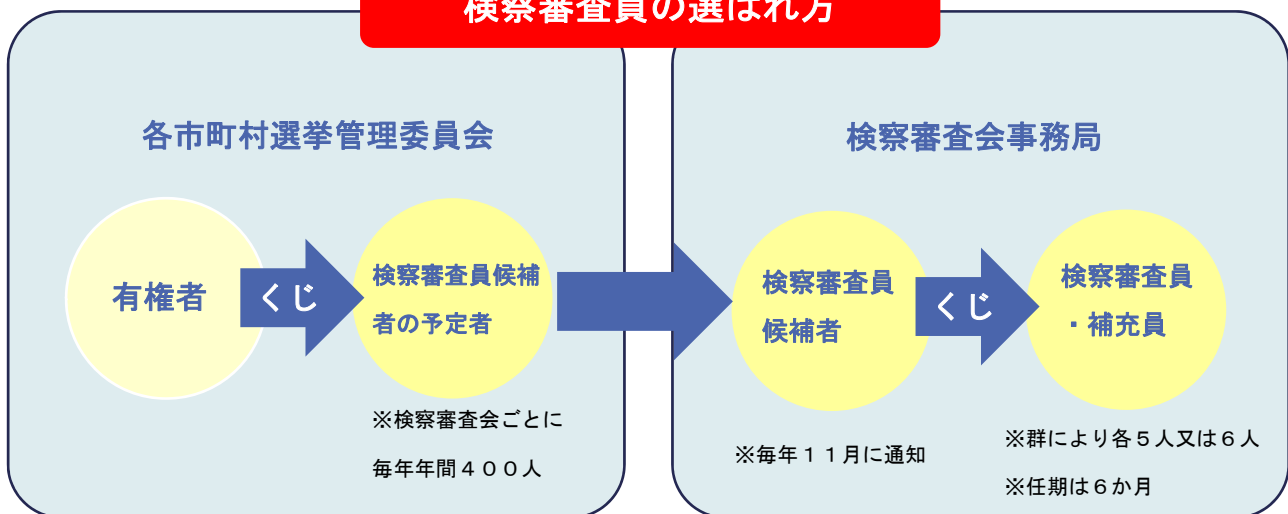 検察審査員の選ばれ方
各市町村選挙管理委員会
有権者
くじ
検察審査員候補
者の予定者
※検察審査会ごとに
毎年年間４００人
検察審査会事務局
検察審査員
候補者
※毎年１１月に通知
くじ
検察審査員
・補充員
※群により各５人又は６人
※任期は６か月